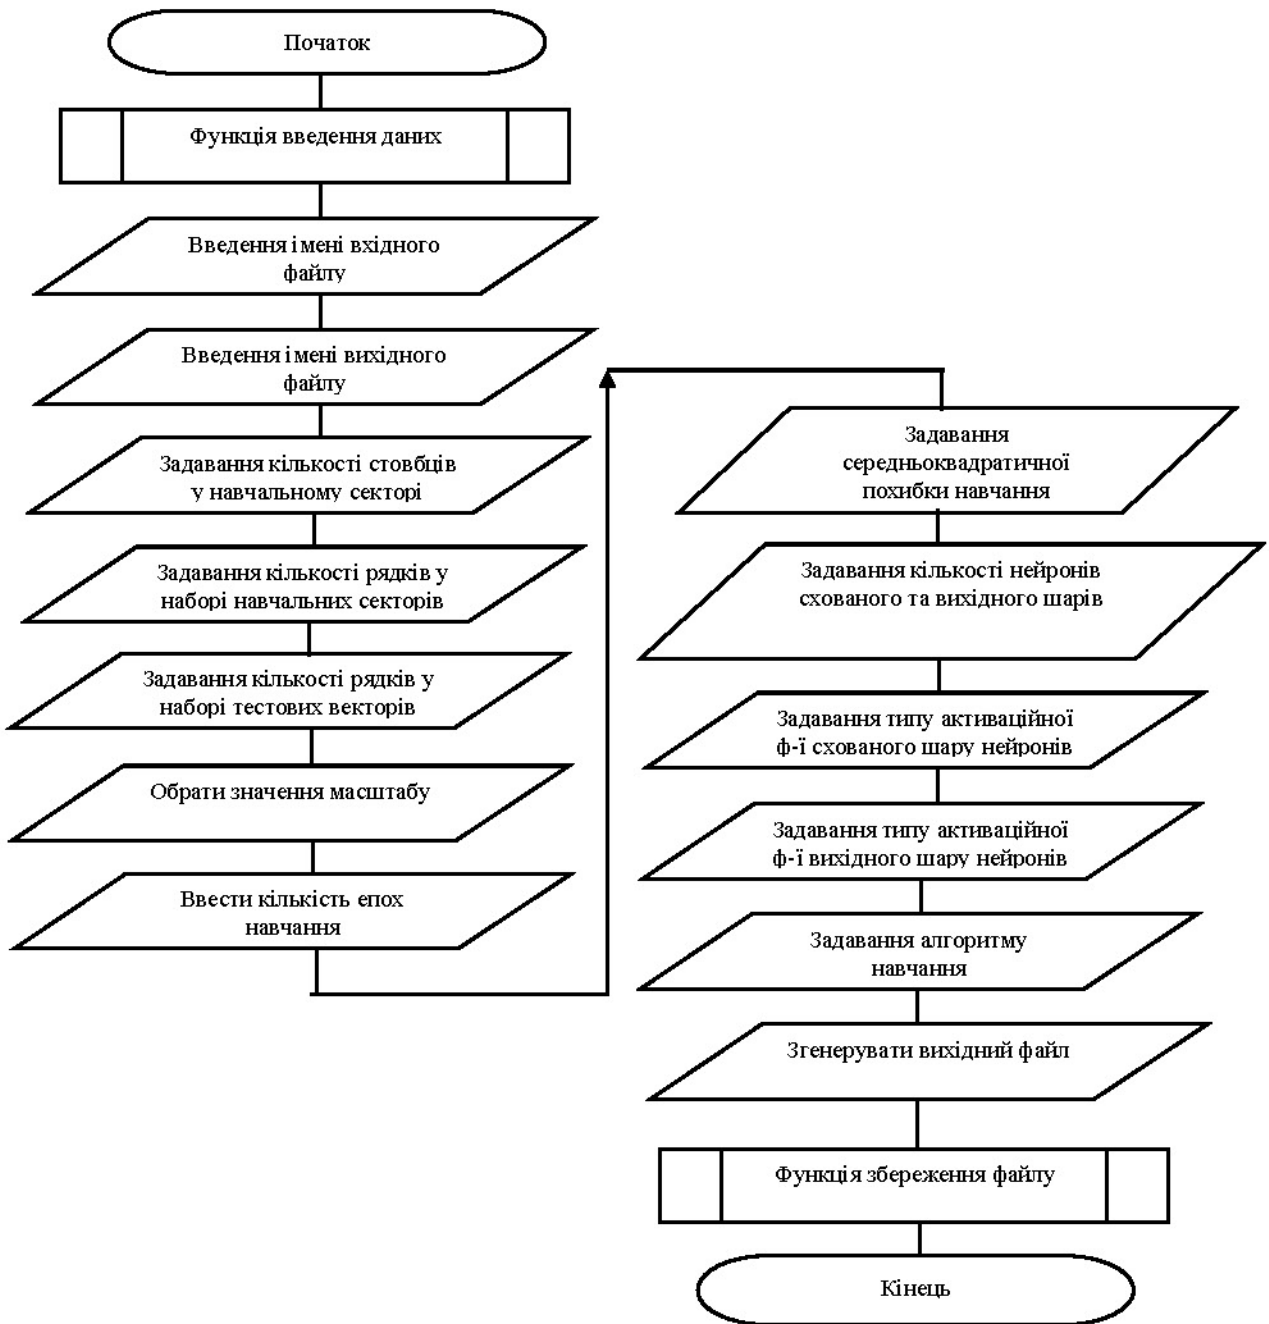 Початок
Функція введення даних
Введення імені вхідного
файлу
Введення імені вихідного
файлу
Задавання кількості стовбців
у навчальному секторі
Задавання кількості рядків у
наборі навчальних секторів
Задавання кількості рядків у
наборі тестових векторів
Обрати значення масштабу
Ввести кількість епох
навчання
Задавання
середньоквадратичної
похибки навчання
Задавання кількості нейронів
схованого та вихідного шарів
Задавання типу активаційної
ф-ї схованого шару нейронів
Задавання типу активаційної
ф-ї вихідного шару нейронів
Задавання алгоритму
навчання
Згенерувати вихідний файл
Функція збереження файлу
Кінець